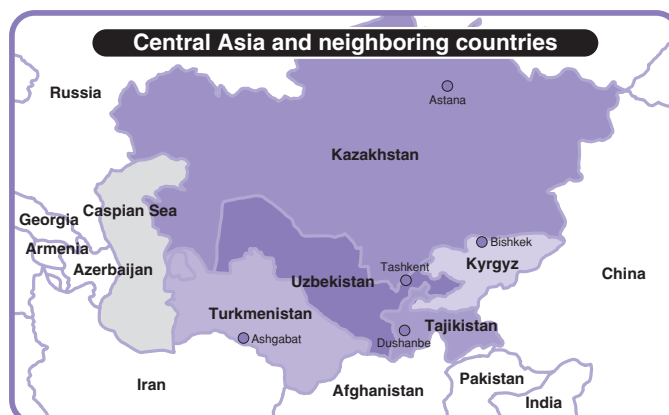 Central Asia and neighboring countries
Russia
Astana
Kazakhstan
Caspian Sea
Georgia
Armenia
Azerbaijan
Bishkek
Kyrgyz
Tashkent
Uzbekistan
China
Turkmenistan
Tajikistan
Ashgabat
Dushanbe
Iran
Afghanistan
Pakistan
India